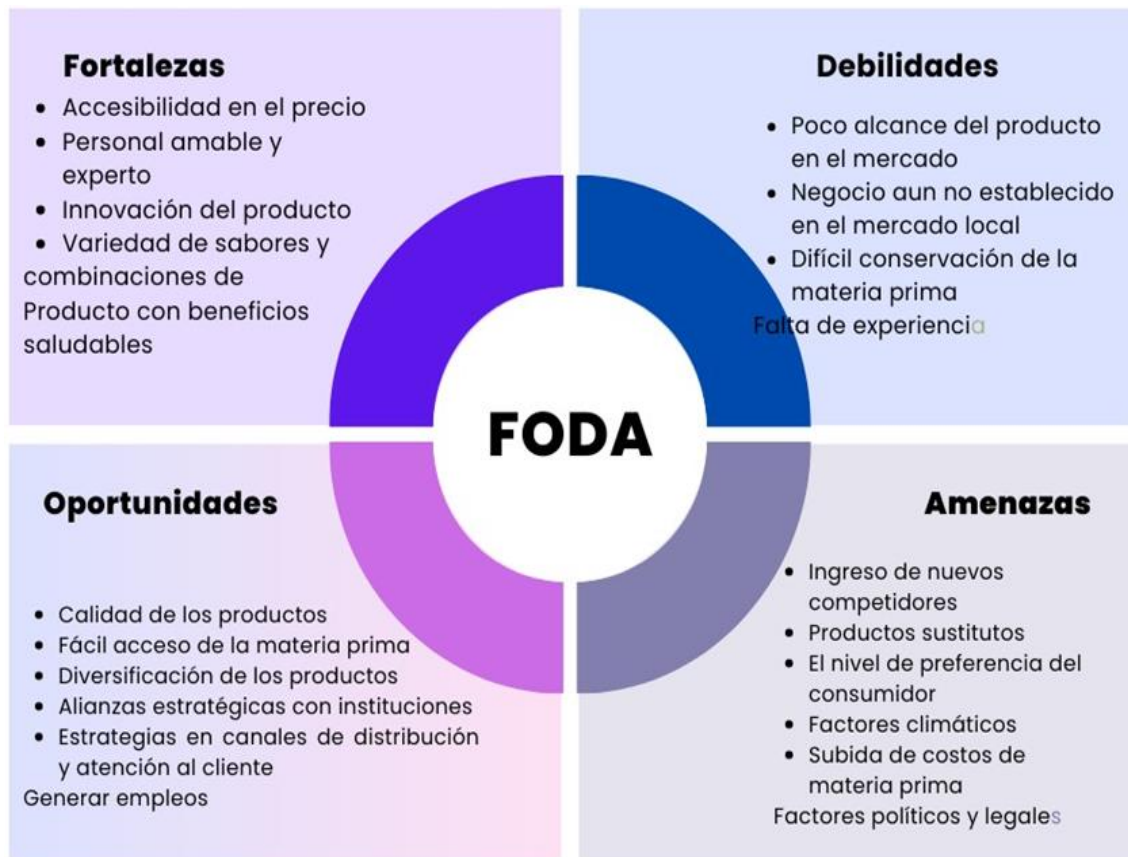 Fortalezas
• Accesibilidad en el precio
• Personal amable y
experto
• Innovación del producto
• Variedad de sabores y
combinaciones de
Producto con beneficios
saludables
Debilidades
• Poco alcance del producto
en el mercado
• Negocio aun no establecido
en el mercado local
• Difícil conservación de la
materia prima
Falta de experiencia
FODA
Oportunidades
• Calidad de los productos
• Fácil acceso de la materia prima
• Diversificación de los productos
• Alianzas estratégicas con instituciones
• Estrategias en canales de distribución
y atención al cliente
Generar empleos
Amenazas
• Ingreso de nuevos
competidores
• Productos sustitutos
• El nivel de preferencia del
consumidor
• Factores climáticos
• Subida de costos de
materia prima
Factores políticos y legales